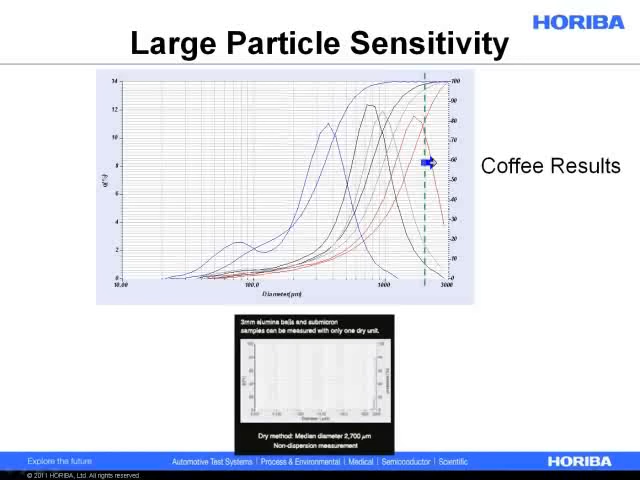 HORIBA
Large Particle Sensitivity
14
12
10
8
6
4
2
0
q(%)
100
90
80
70
60
50
40
30
20
10
0
10.00
100.0
1000
3000
Diameter(µm)
Coffee Results
3mm alumina balls and submicron
samples can be measured with only one dry unit.
Dry method: Median diameter 2,700 µm
Non-dispersion measurement
Explore the future
Automotive Test Systems | Process & Environmental | Medical | Semiconductor | Scientific
HORIBA
© 2011 HORIBA, Ltd. All rights reserved.